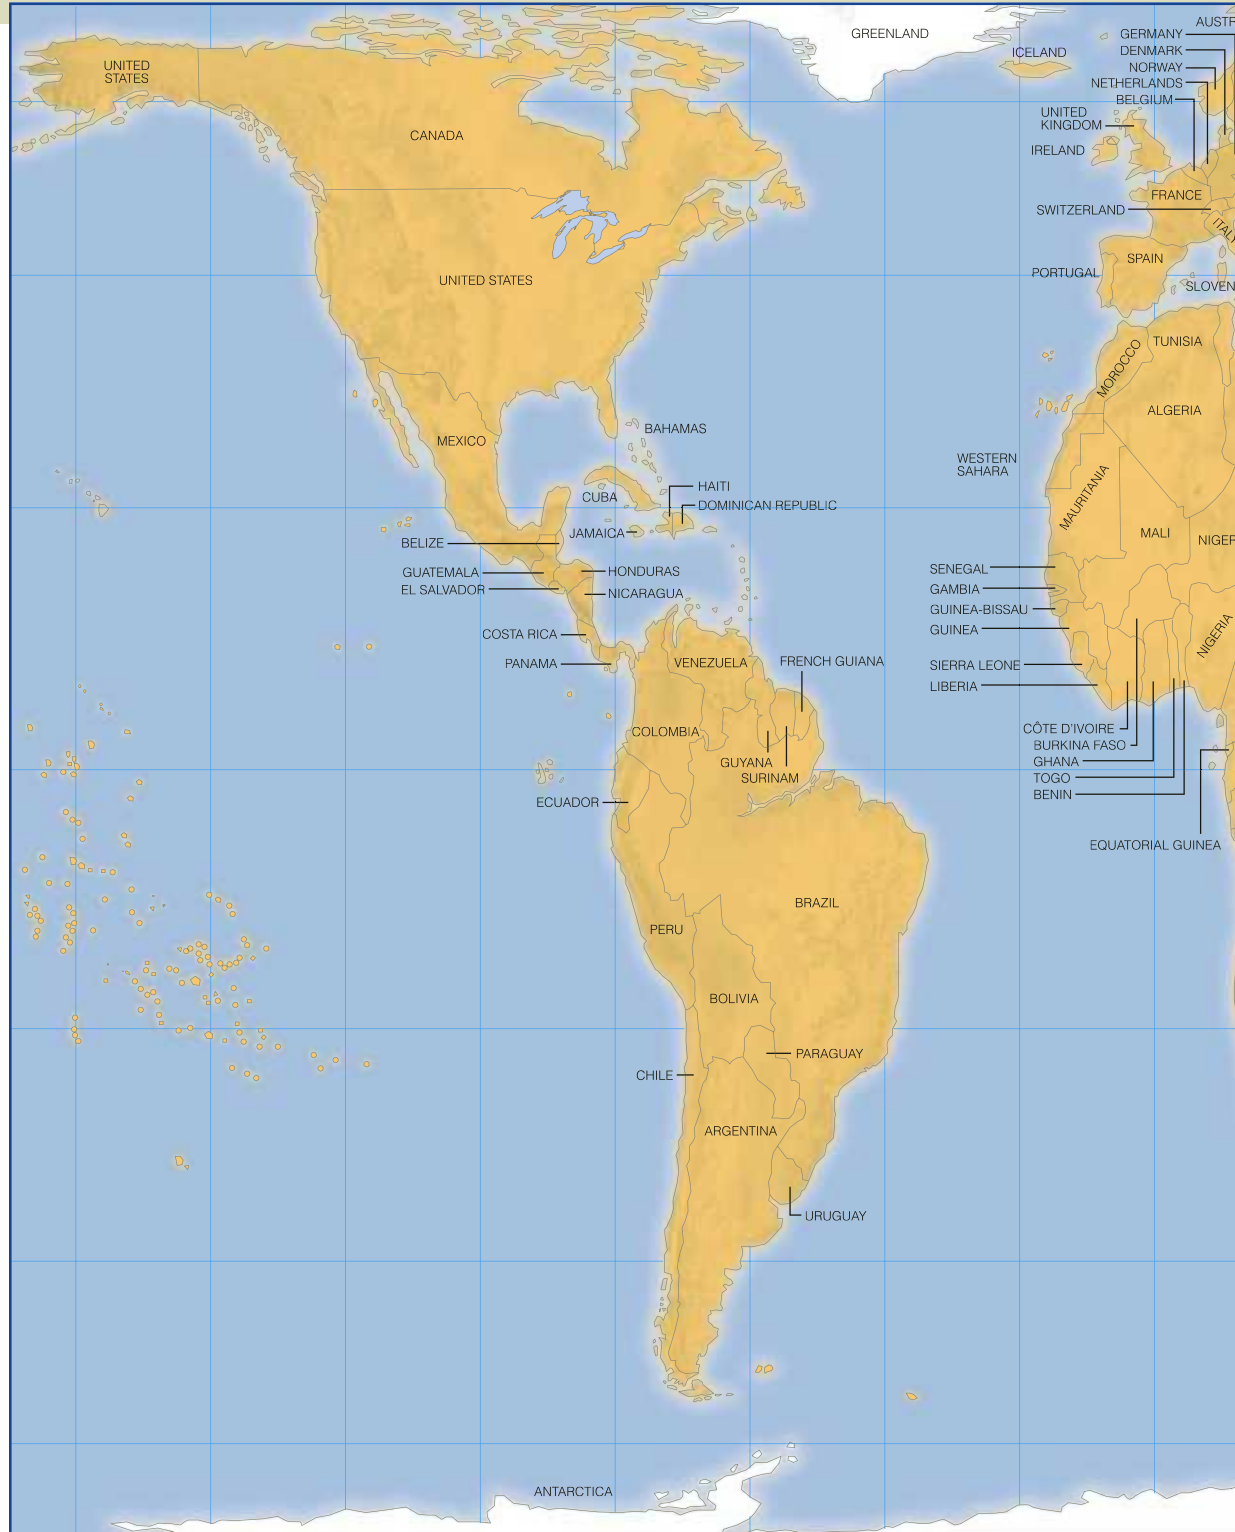 GREENLAND
AUSTR
GERMANY
ICELAND
DENMARK
NORWAY
NETHERLANDS
BELGIUM
UNITED
STATES
UNITED
KINGDOM
CANADA
IRELAND
FRANCE
SWITZERLAND
ITALY
SPAIN
PORTUGAL
UNITED STATES
SLOVEN
TUNISIA
MOROCCO
ALGERIA
BAHAMAS
MEXICO
WESTERN
SAHARA
HAITI
CUBA
DOMINICAN REPUBLIC
MAURITANIA
JAMAICA
MALI
NIGER
BELIZE
GUATEMALA
HONDURAS
SENEGAL
EL SALVADOR
NICARAGUA
GAMBIA
GUINEA-BISSAU
COSTA RICA
GUINEA
NIGERIA
PANAMA
VENEZUELA
FRENCH GUIANA
SIERRA LEONE
LIBERIA
COLOMBIA
CÔTE D'IVOIRE
BURKINA FASO
GUYANA
GHANA
SURINAM
TOGO
BENIN
ECUADOR
EQUATORIAL GUINEA
BRAZIL
PERU
BOLIVIA
PARAGUAY
CHILE
ARGENTINA
URUGUAY
ANTARCTICA